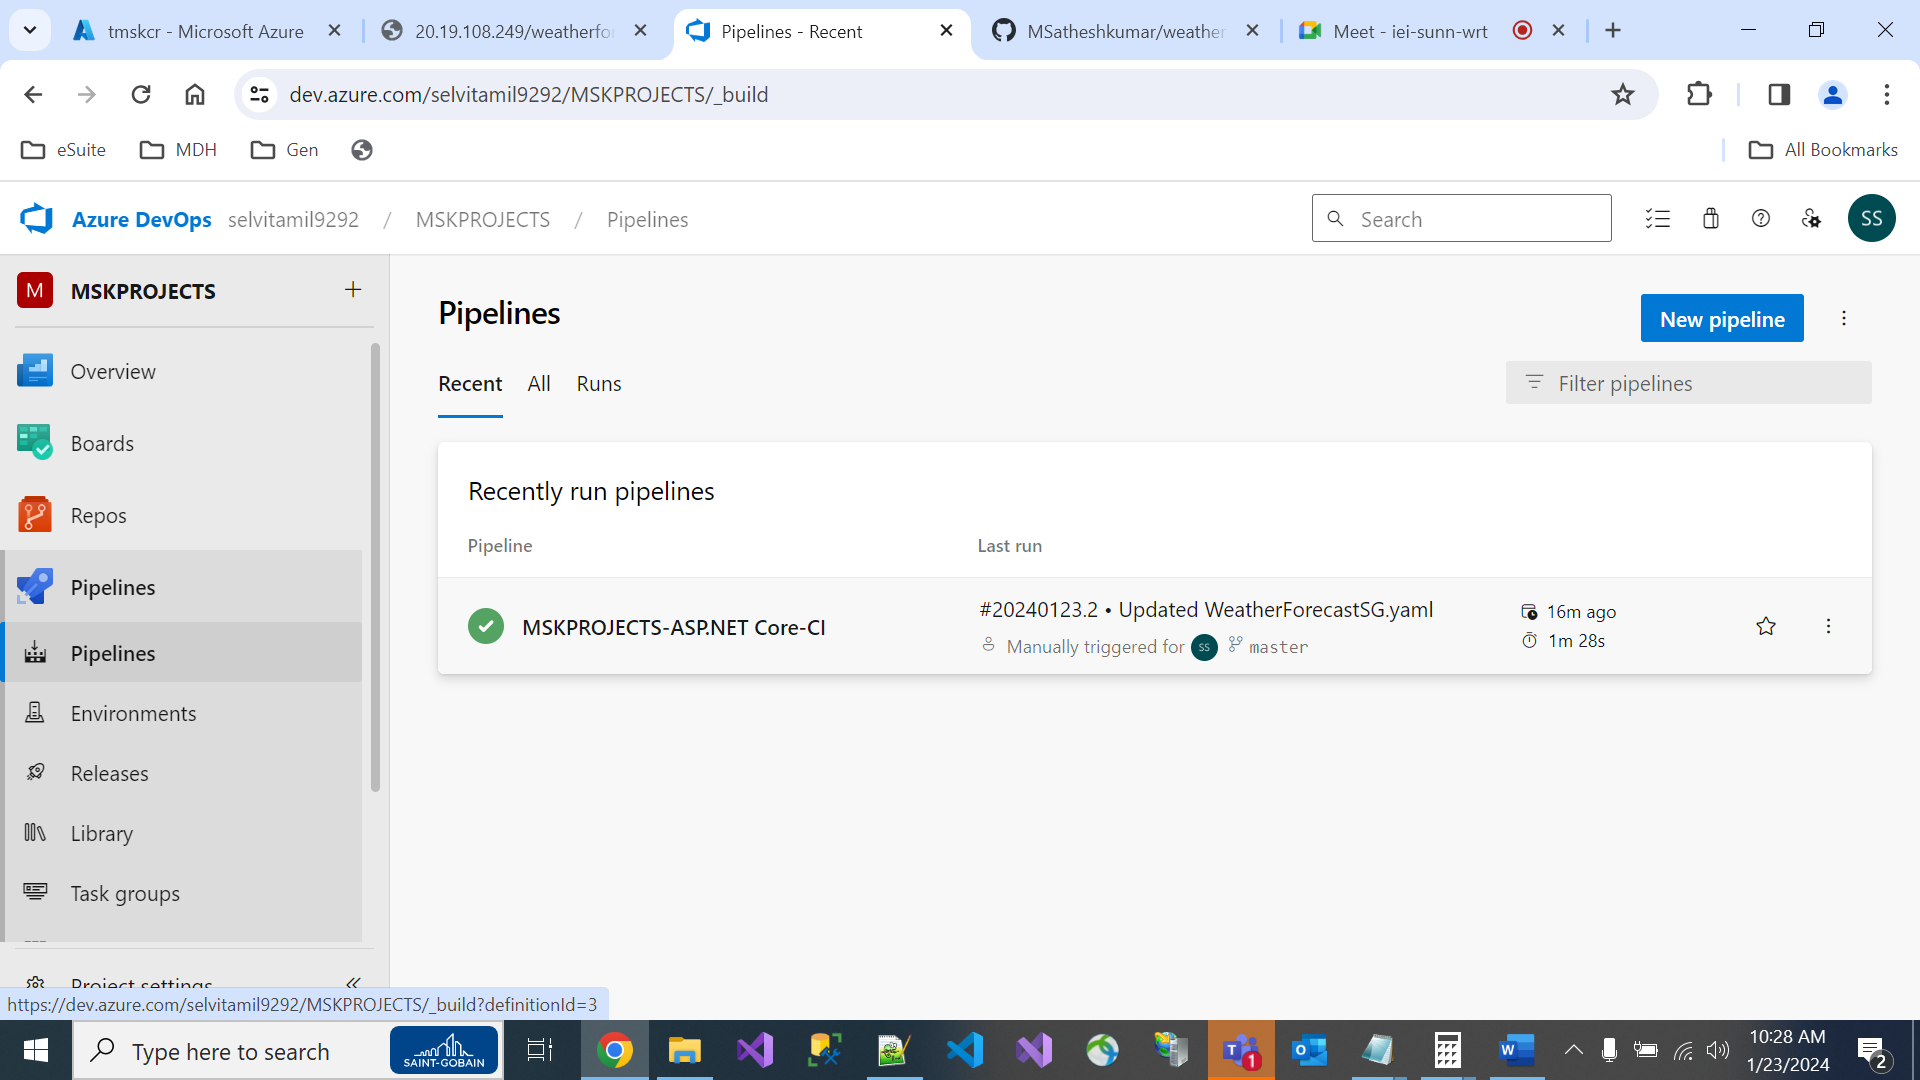 tmskcr - Microsoft Azure
20.19.108.249/weatherfor
Pipelines - Recent
MSatheshkumar/weather
Meet - iei-sunn-wrt
dev.azure.com/selvitamil9292/MSKPROJECTS/_build
eSuite
MDH
Gen
All Bookmarks
Azure DevOps selvitamil9292 / MSKPROJECTS / Pipelines
Search
SS
M MSKPROJECTS
Overview
Boards
Repos
Pipelines
Pipelines
Environments
Releases
Library
Task groups
Project settings
Pipelines
New pipeline
Recent All Runs
Filter pipelines
Recently run pipelines
Pipeline Last run
MSKPROJECTS-ASP.NET Core-CI
#20240123.2 • Updated WeatherForecastSG.yaml
Manually triggered for SS master
16m ago
1m 28s
https://dev.azure.com/selvitamil9292/MSKPROJECTS/_build?definitionId=3
Type here to search
SAINT-GOBAIN
1
10:28 AM
1/23/2024
2